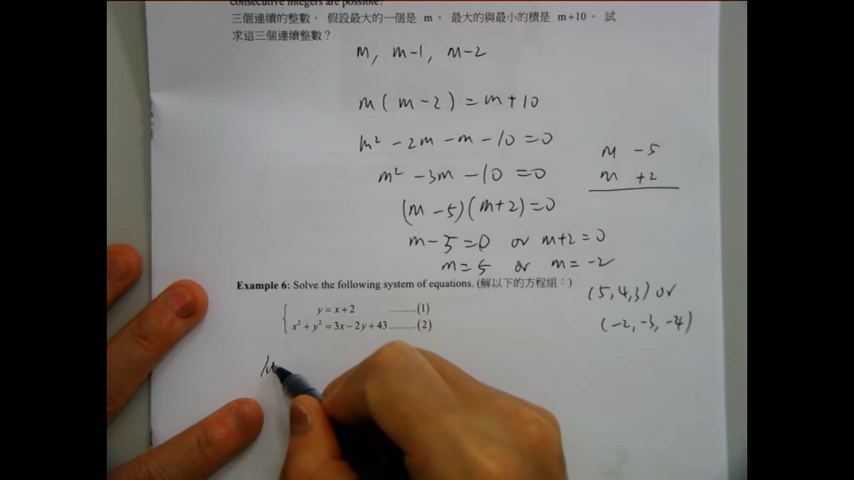 consecutive integers are possible?
三個連續的整數，假設最大的一個是 m，最大的與最小的積是 m+10。試
求這三個連續整數？
m, m-1, m-2
m(m-2)=m+10
m² -2m-m-10=0
m² -3m-10=0
m -5
m +2
(m-5)(m+2)=0
m-5=0 or m+2=0
m=5 or m=-2
Example 6: Solve the following system of equations. (解以下的方程組：)
(5,4,3) or
(-2,-3,-4)
y = x+2 ..........(1)
x² + y² = 3x-2y+43.........(2)